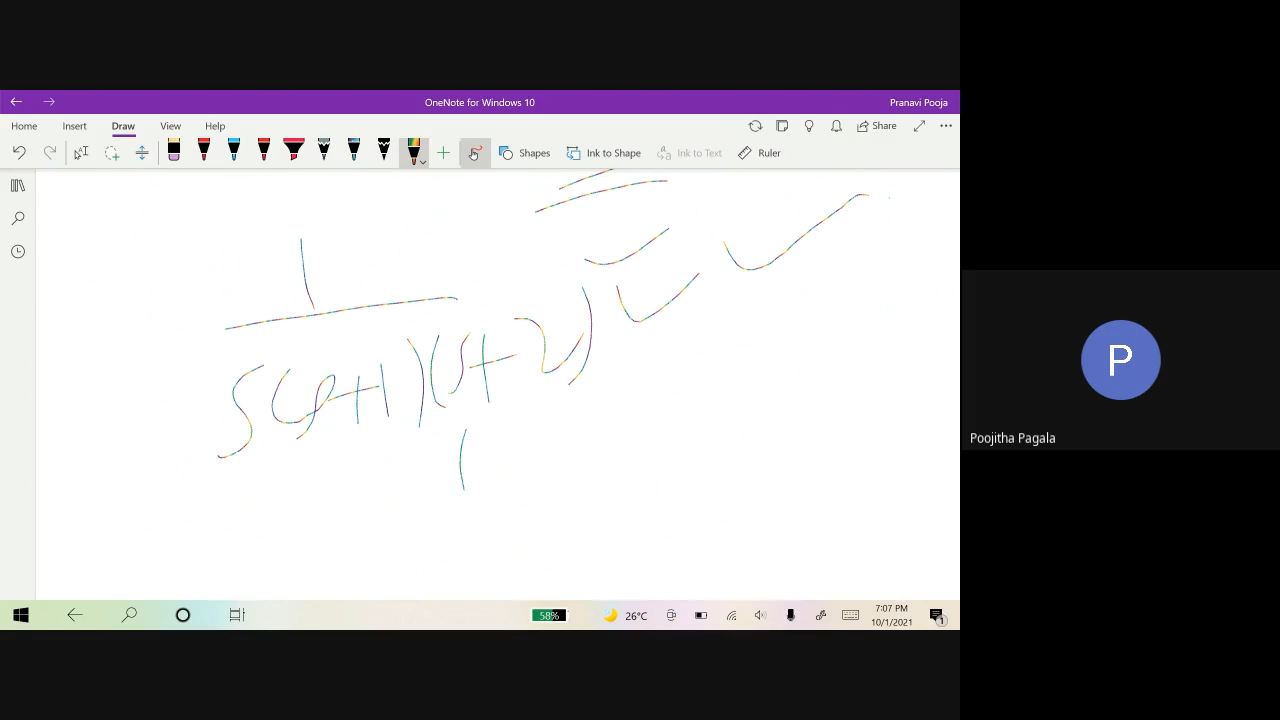 OneNote for Windows 10
Pranavi Pooja
Home Insert Draw View Help
Share
Shapes Ink to Shape Ink to Text Ruler
1
s(s+1)(s+2)
P
Poojitha Pagala
58%
26°C
7:07 PM
10/1/2021
1